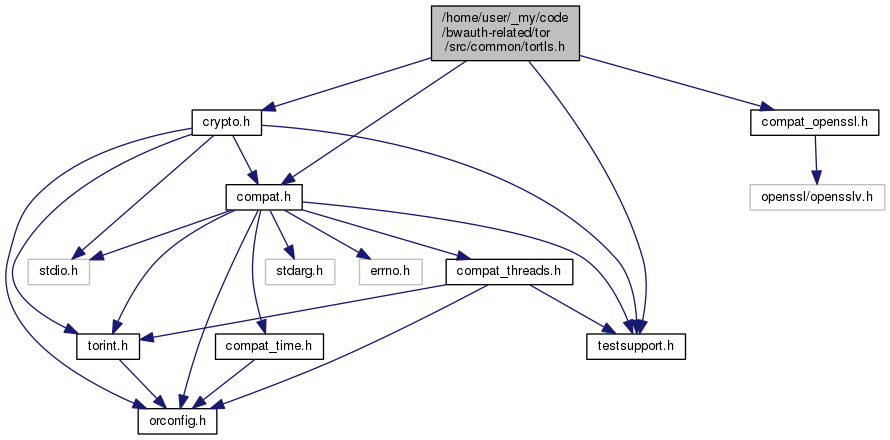 /home/user/_my/code
/bwauth-related/tor
/src/common/tortls.h
crypto.h
compat_openssl.h
compat.h
openssl/opensslv.h
stdio.h
stdarg.h
errno.h
compat_threads.h
torint.h
compat_time.h
testsupport.h
orconfig.h